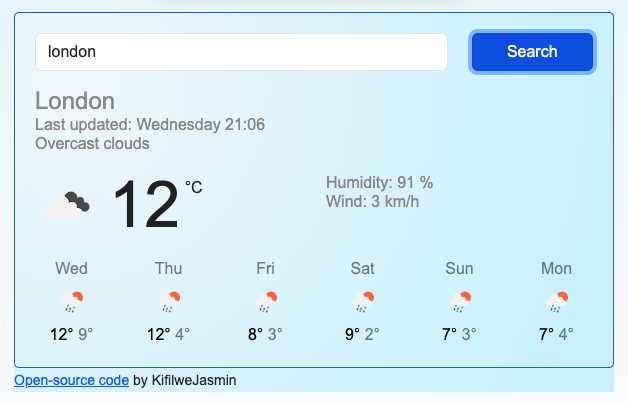 london
Search
London
Last updated: Wednesday 21:06
Overcast clouds
12 °C
Humidity: 91 %
Wind: 3 km/h
Wed Thu Fri Sat Sun Mon
12° 9° 12° 4° 8° 3° 9° 2° 7° 3° 7° 4°
Open-source code by KifilweJasmin